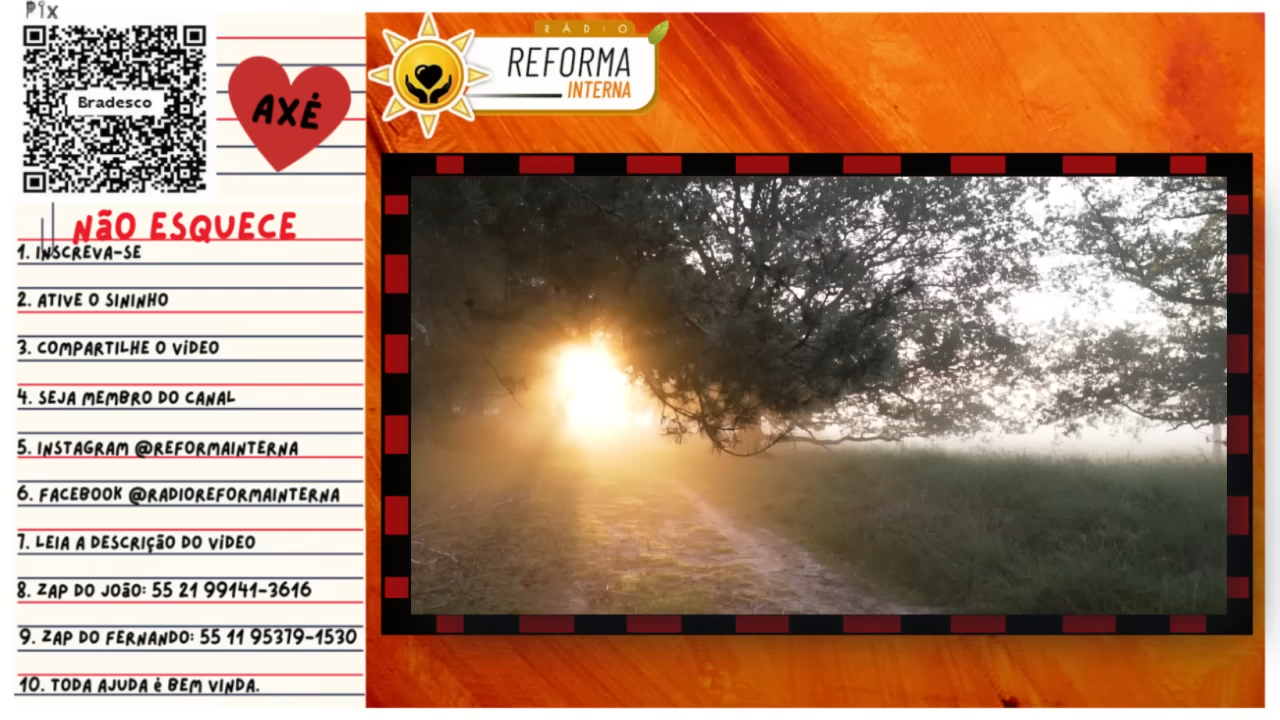 Pix
Bradesco
AXÉ
NÃO ESQUECE
1. INSCREVA-SE
2. ATIVE O SININHO
3. COMPARTILHE O VÍDEO
4. SEJA MEMBRO DO CANAL
5. INSTAGRAM @REFORMAINTERNA
6. FACEBOOK @RADIOREFORMAINTERNA
7. LEIA A DESCRIÇÃO DO VÍDEO
8. ZAP DO JOÃO: 55 21 99141-3616
9. ZAP DO FERNANDO: 55 11 95379-1530
10. TODA AJUDA É BEM VINDA.
RÁDIO
REFORMA
INTERNA